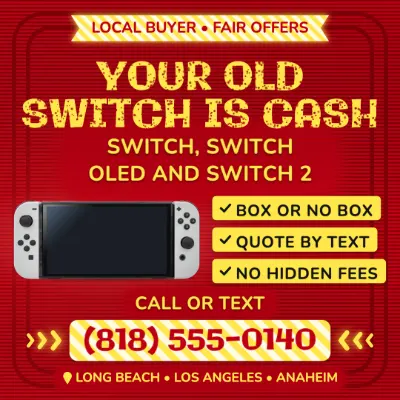 LOCAL BUYER • FAIR OFFERS
YOUR OLD
SWITCH IS CASH
SWITCH, SWITCH
OLED AND SWITCH 2
✓ BOX OR NO BOX
✓ QUOTE BY TEXT
✓ NO HIDDEN FEES
CALL OR TEXT
(818) 555-0140
LONG BEACH • LOS ANGELES • ANAHEIM